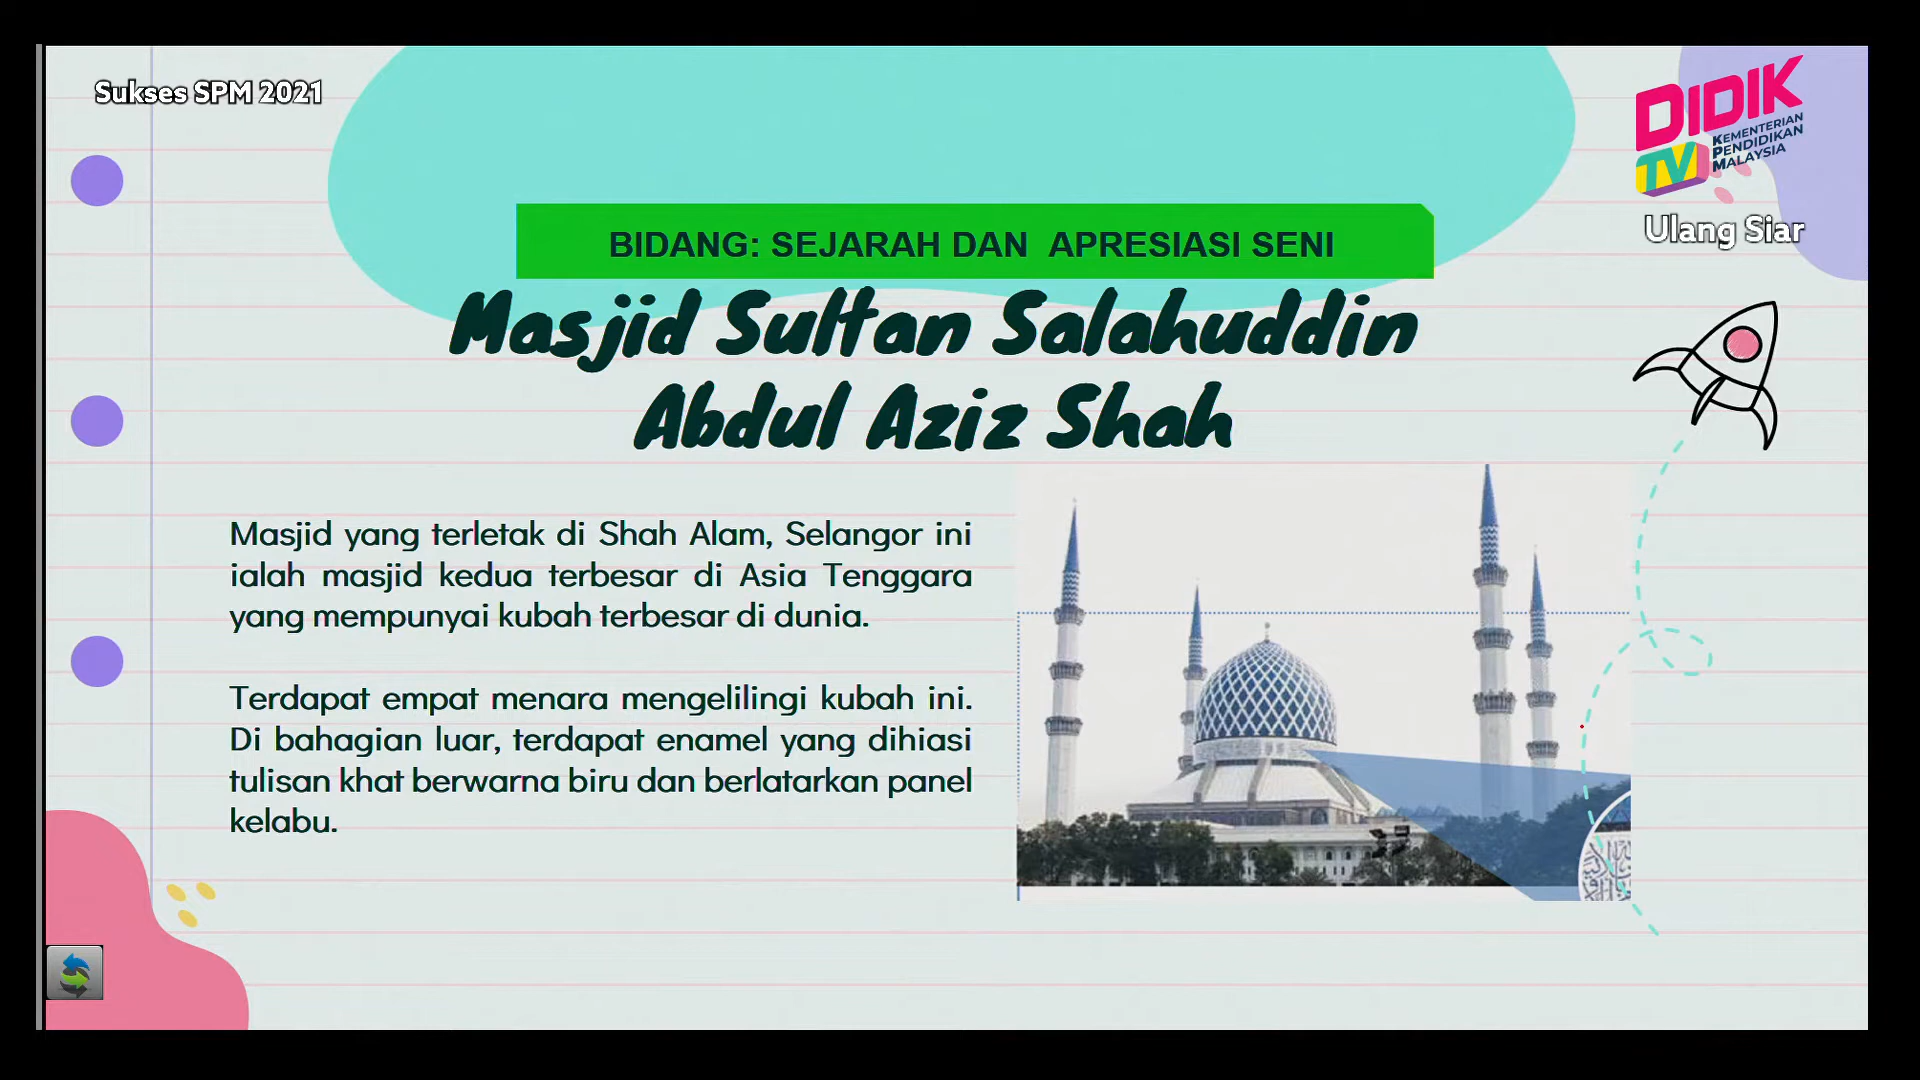 Sukses SPM 2021
DIDIK
TV
KEMENTERIAN
PENDIDIKAN
MALAYSIA
Ulang Siar
BIDANG: SEJARAH DAN APRESIASI SENI
Masjid Sultan Salahuddin
Abdul Aziz Shah
Masjid yang terletak di Shah Alam, Selangor ini
ialah masjid kedua terbesar di Asia Tenggara
yang mempunyai kubah terbesar di dunia.
Terdapat empat menara mengelilingi kubah ini.
Di bahagian luar, terdapat enamel yang dihiasi
tulisan khat berwarna biru dan berlatarkan panel
kelabu.